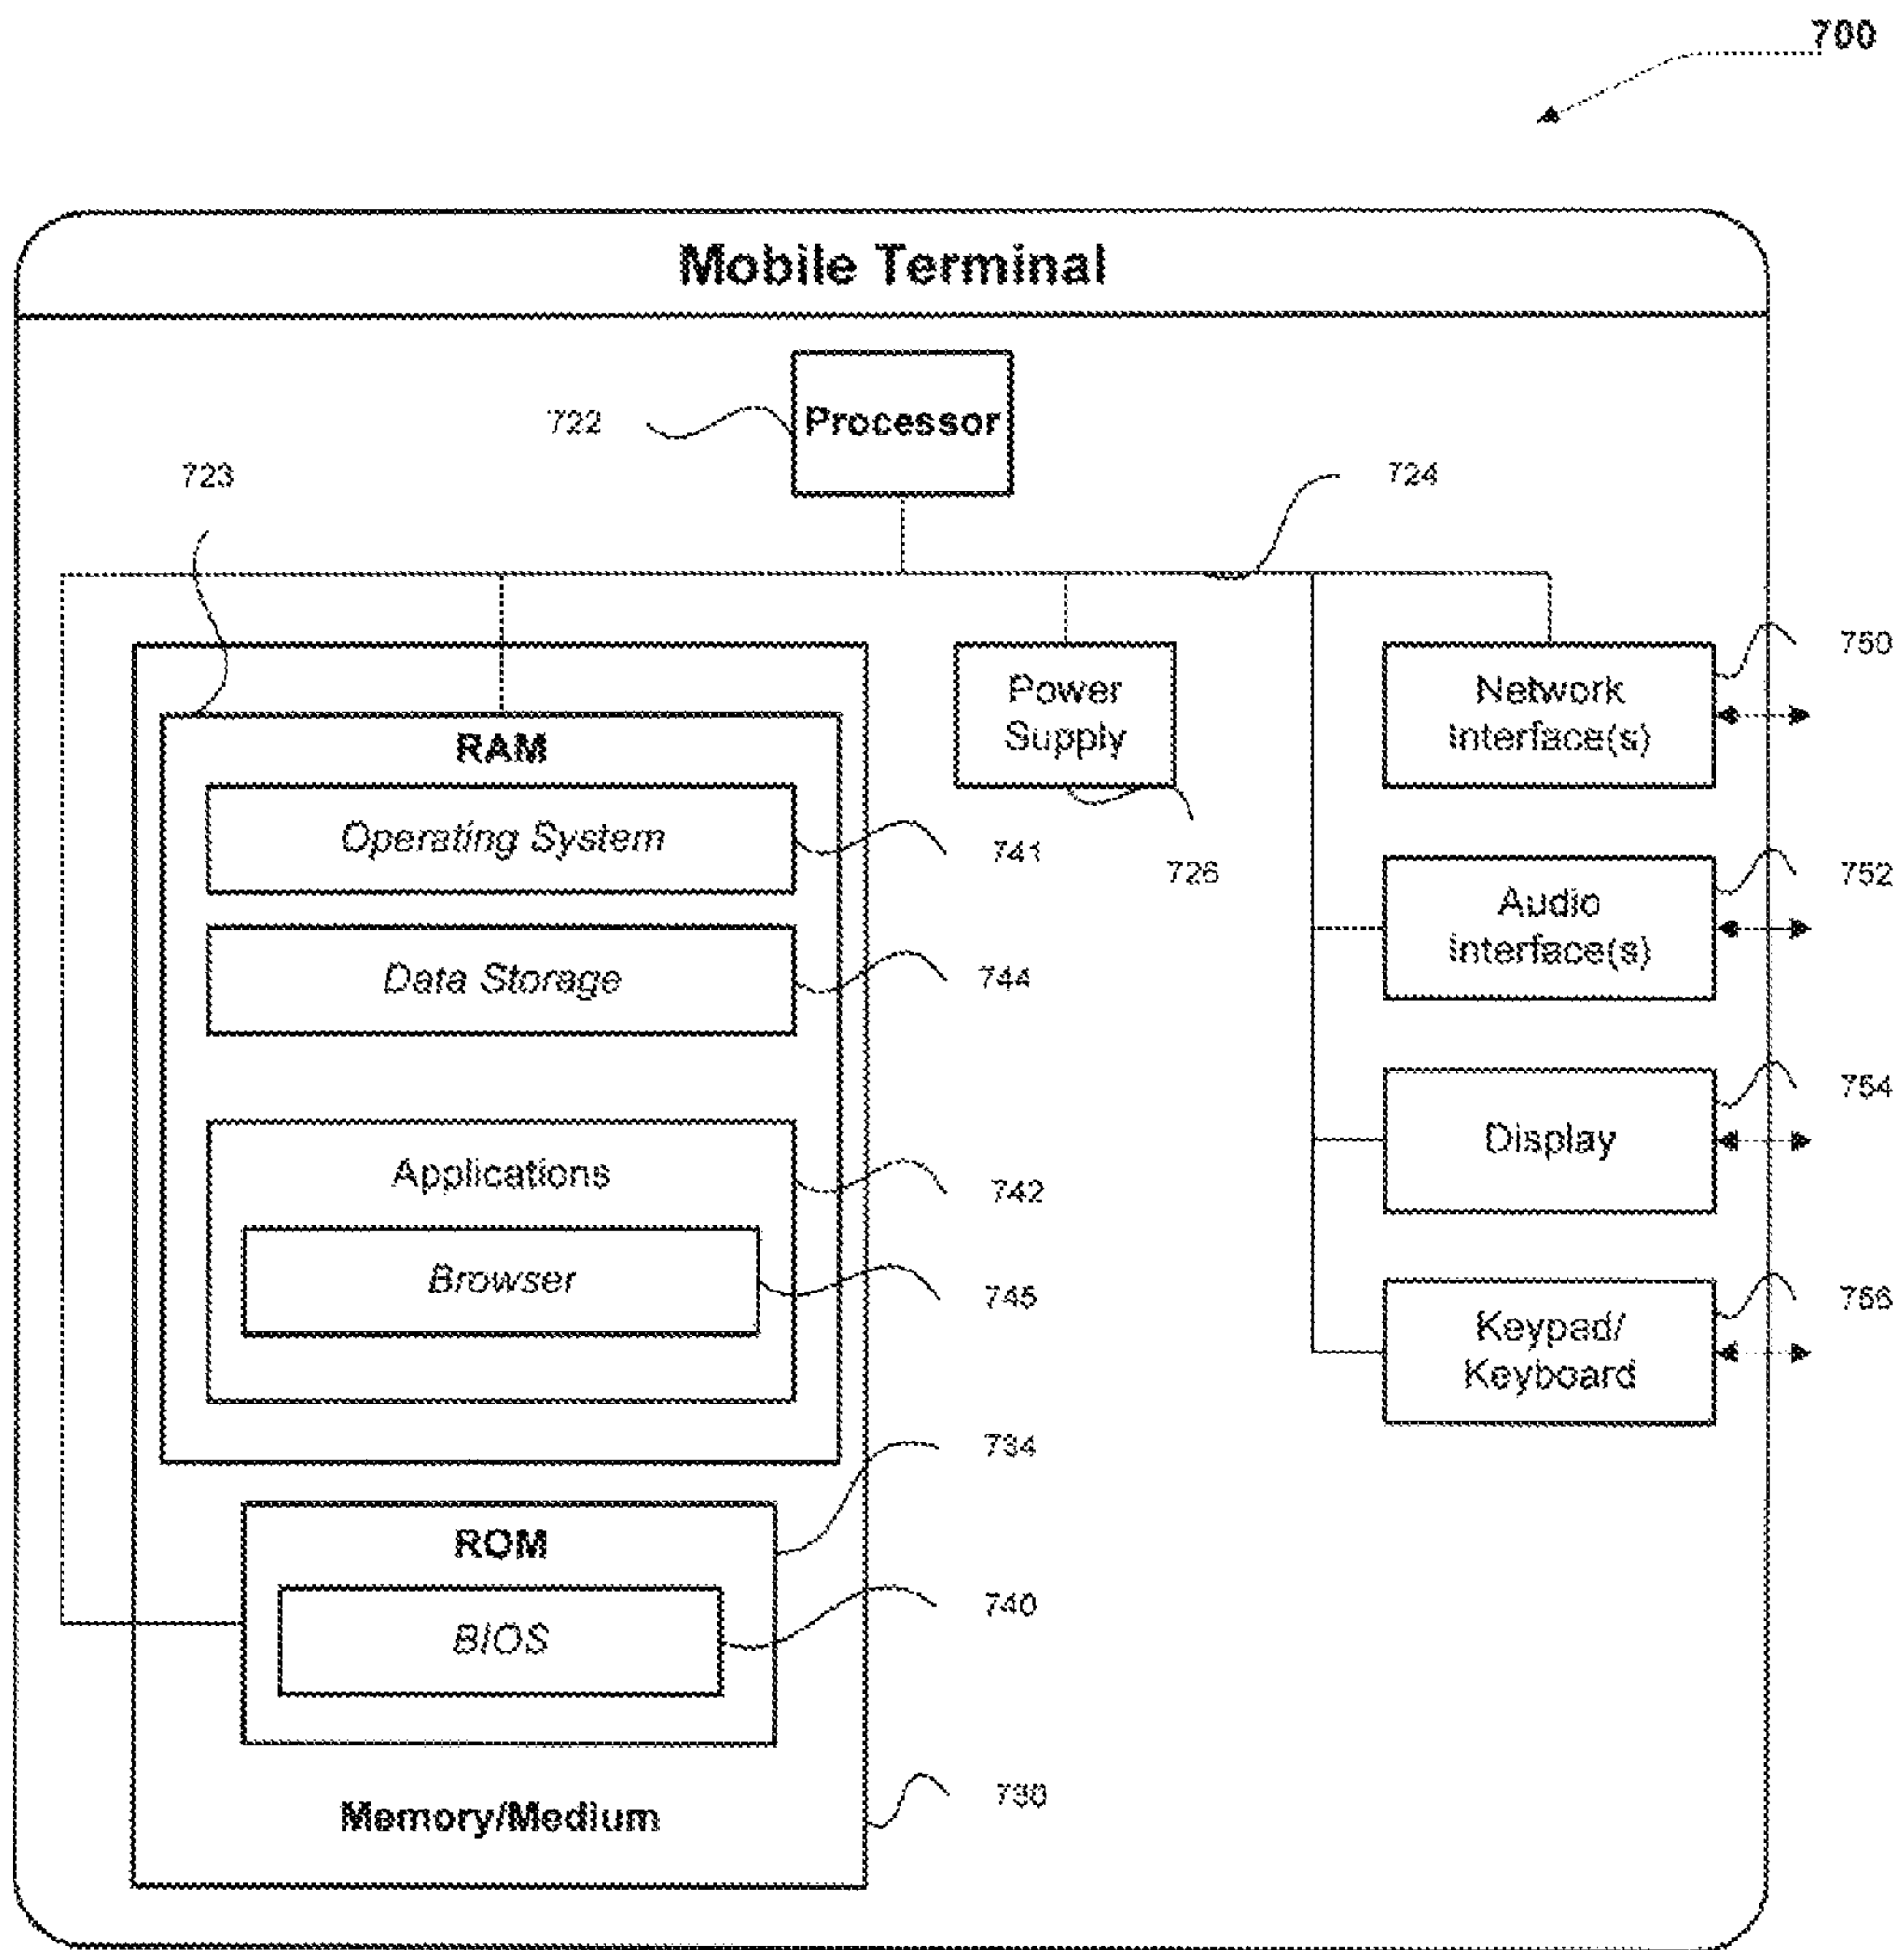 700
Mobile Terminal
Processor
722
723
724
RAM
Operating System
741
Data Storage
744
Applications
742
Browser
745
734
ROM
BIOS
740
Memory/Medium
730
Power
Supply
726
Network
Interface(s)
750
Audio
Interface(s)
752
Display
754
Keypad/
Keyboard
756